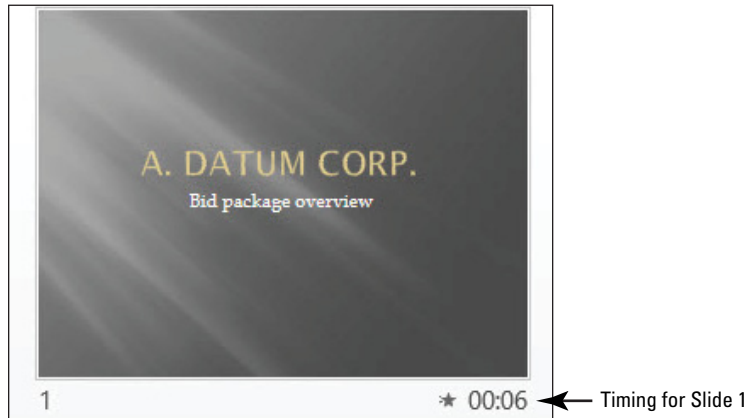 A. DATUM CORP.
Bid package overview
1
00:06
Timing for Slide 1